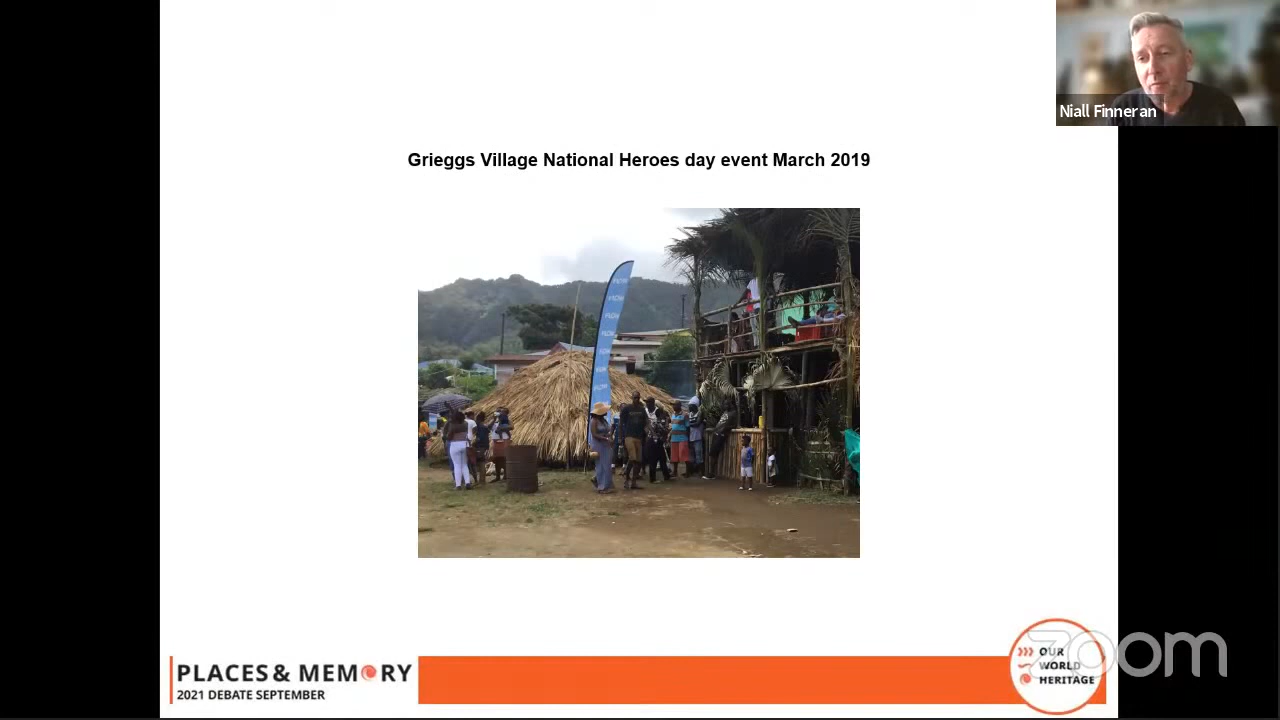 Niall Finneran
Grieggs Village National Heroes day event March 2019
PLACES & MEMORY
2021 DEBATE SEPTEMBER
OUR
WORLD
HERITAGE
zoom